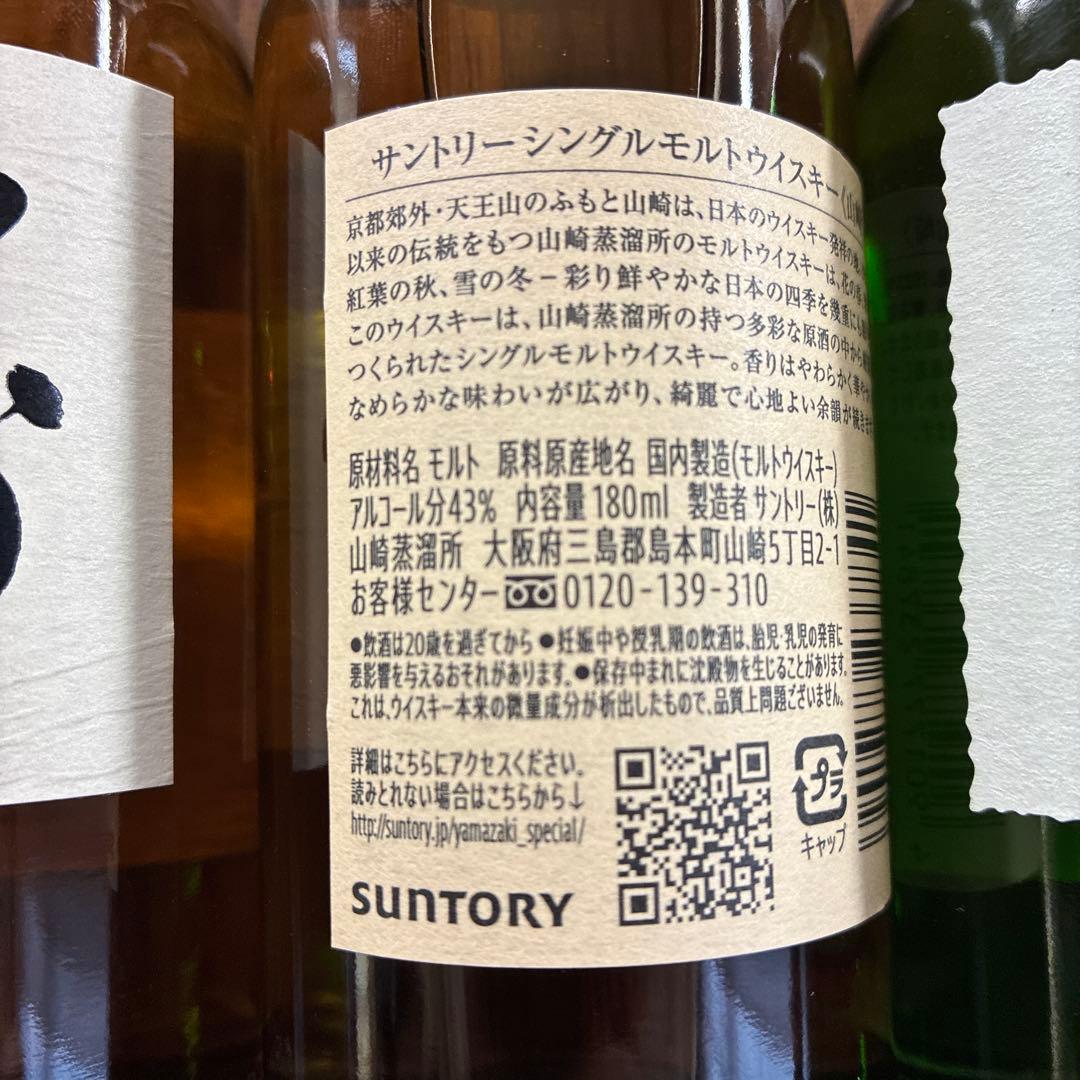 サントリーシングルモルトウイスキー〈山崎
京都郊外・天王山のふもと山崎は、日本のウイスキー発祥の地。
以来の伝統をもつ山崎蒸溜所のモルトウイスキーは、花の春、
紅葉の秋、雪の冬－彩り鮮やかな日本の四季を幾重にも
このウイスキーは、山崎蒸溜所の持つ多彩な原酒の中から
つくられたシングルモルトウイスキー。香りはやわらかく華やか
なめらかな味わいが広がり、綺麗で心地よい余韻が続きます
原材料名 モルト 原料原産地名 国内製造(モルトウイスキー)
アルコール分43% 内容量180ml 製造者 サントリー(株)
山崎蒸溜所 大阪府三島郡島本町山崎5丁目2-1
お客様センター 0120-139-310
●飲酒は20歳を過ぎてから ●妊娠中や授乳期の飲酒は、胎児・乳児の発育に
悪影響を与えるおそれがあります。●保存中まれに沈殿物を生じることがあります。
これは、ウイスキー本来の微量成分が析出したもので、品質上問題ございません。
詳細はこちらにアクセスください。
読みとれない場合はこちらから↓
http://suntory.jp/yamazaki_special/
プラ
キャップ
SUNTORY